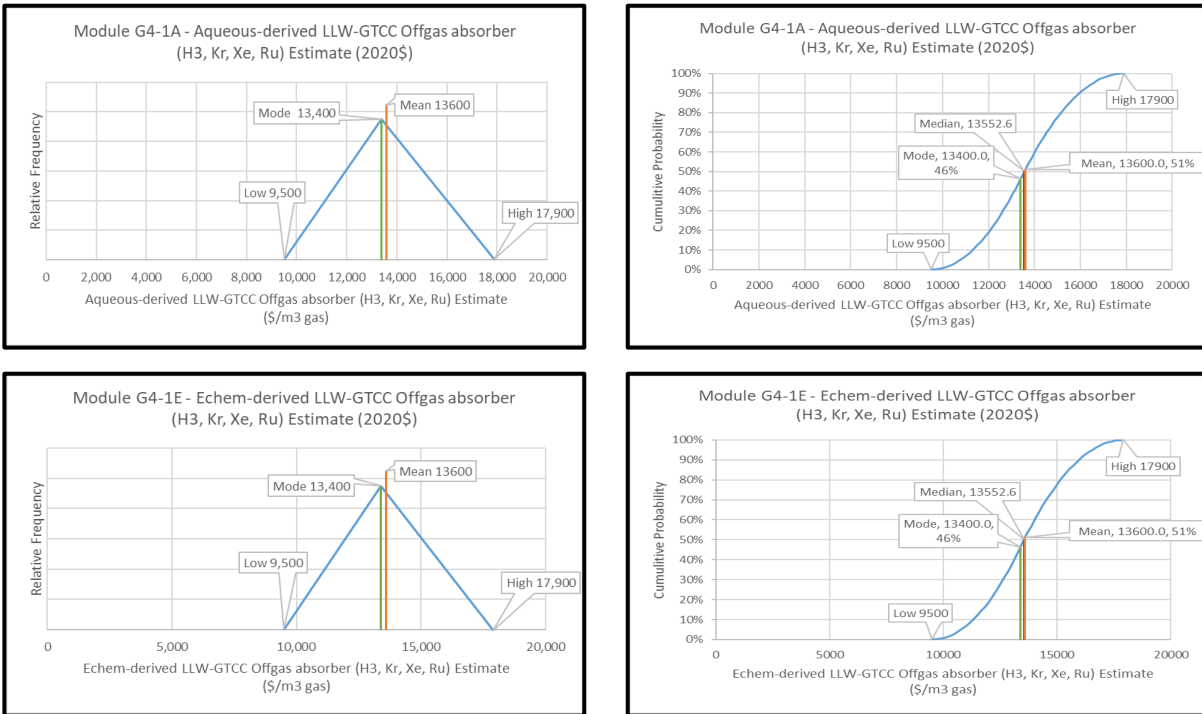 Module G4-1A - Aqueous-derived LLW-GTCC Offgas absorber
(H3, Kr, Xe, Ru) Estimate (2020$)
Relative Frequency
Mean 13600
Mode 13,400
Low 9,500
High 17,900
0 2,000 4,000 6,000 8,000 10,000 12,000 14,000 16,000 18,000 20,000
Aqueous-derived LLW-GTCC Offgas absorber (H3, Kr, Xe, Ru) Estimate
($/m3 gas)
Module G4-1A - Aqueous-derived LLW-GTCC Offgas absorber
(H3, Kr, Xe, Ru) Estimate (2020$)
Cumulitive Probability
100%
90%
80%
70%
60%
50%
40%
30%
20%
10%
0%
High 17900
Median, 13552.6
Mode, 13400.0,
46%
Mean, 13600.0, 51%
Low 9500
0 2000 4000 6000 8000 10000 12000 14000 16000 18000 20000
Aqueous-derived LLW-GTCC Offgas absorber (H3, Kr, Xe, Ru) Estimate
($/m3 gas)
Module G4-1E - Echem-derived LLW-GTCC Offgas absorber
(H3, Kr, Xe, Ru) Estimate (2020$)
Relative Frequency
Mean 13600
Mode 13,400
Low 9,500
High 17,900
0 5,000 10,000 15,000 20,000
Echem-derived LLW-GTCC Offgas absorber (H3, Kr, Xe, Ru) Estimate
($/m3 gas)
Module G4-1E - Echem-derived LLW-GTCC Offgas absorber
(H3, Kr, Xe, Ru) Estimate (2020$)
Cumulitive Probability
100%
90%
80%
70%
60%
50%
40%
30%
20%
10%
0%
High 17900
Median, 13552.6
Mode, 13400.0,
46%
Mean, 13600.0, 51%
Low 9500
0 5000 10000 15000 20000
Echem-derived LLW-GTCC Offgas absorber (H3, Kr, Xe, Ru) Estimate
($/m3 gas)